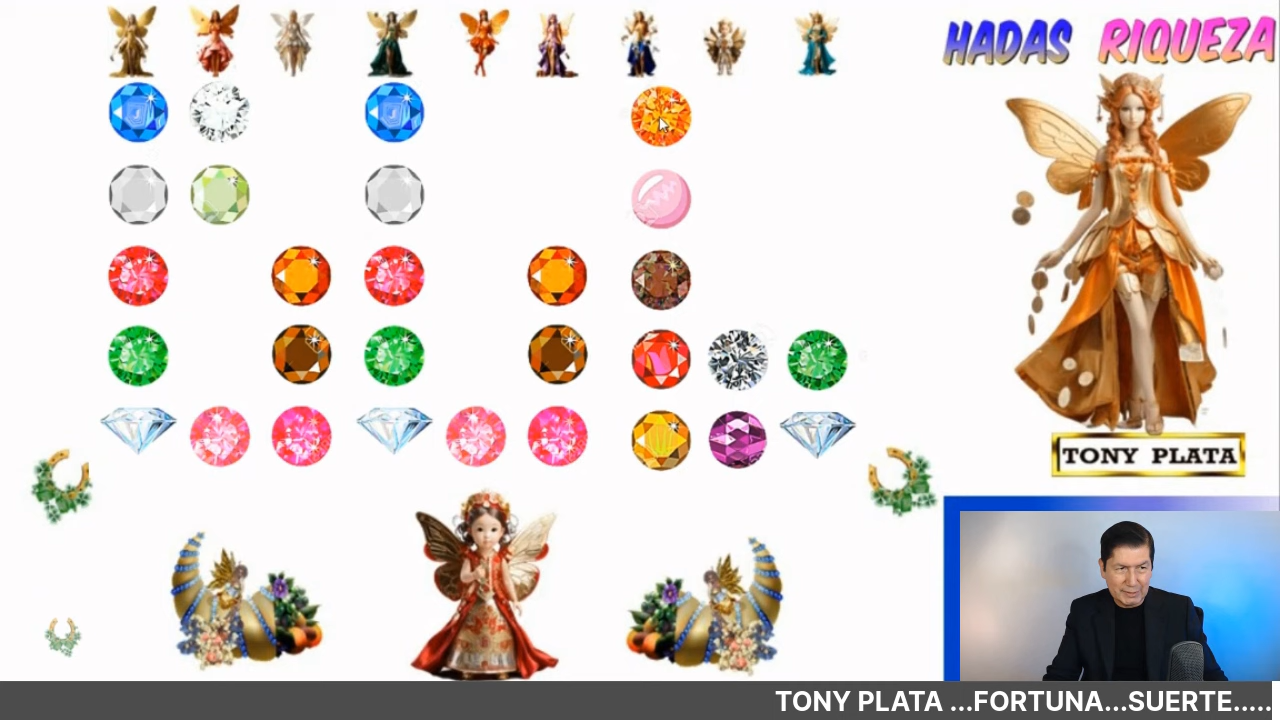 HADAS RIQUEZA
TONY PLATA
TONY PLATA ...FORTUNA...SUERTE.....